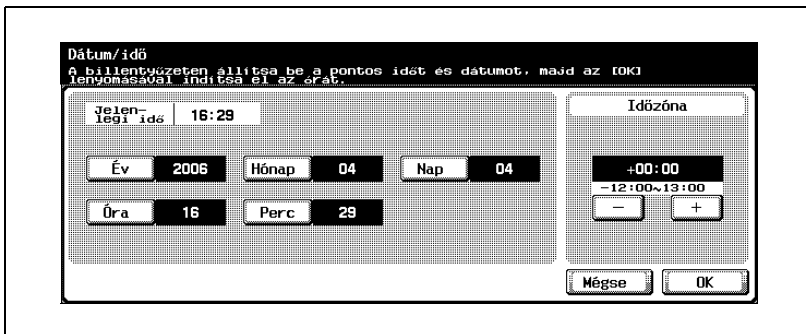 Dátum/idő
A billentyűzeten állítsa be a pontos időt és dátumot, majd az [OK]
lenyomásával indítsa el az órát.
Jelen-
legi idő
16:29
Időzóna
Év 2006 Hónap 04 Nap 04
+00:00
-12:00~13:00
Óra 16 Perc 29
- +
Mégse OK